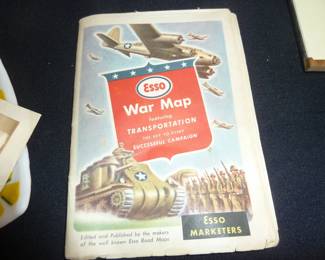 Esso
War Map
featuring
TRANSPORTATION
THE KEY TO EVERY
SUCCESSFUL CAMPAIGN
ESSO
MARKETERS
Edited and Published by the makers
of the well known Esso Road Maps